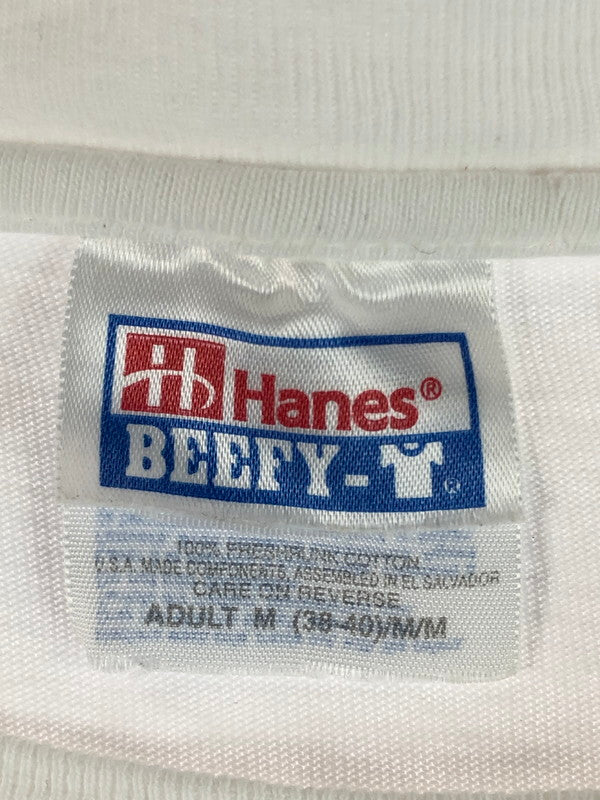 Hanes®
BEEFY-
®
100% PRESHRUNK COTTON
U.S.A. MADE COMPONENTS, ASSEMBLED IN EL SALVADOR
CARE ON REVERSE
ADULT M (38-40)/M/M